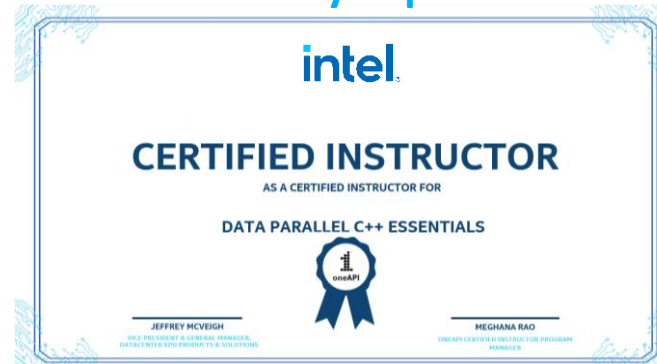 intel.
CERTIFIED INSTRUCTOR
AS A CERTIFIED INSTRUCTOR FOR
DATA PARALLEL C++ ESSENTIALS
1
oneAPI
JEFFREY MCVEIGH
VICE PRESIDENT & GENERAL MANAGER,
DATACENTER XPU PRODUCTS & SOLUTIONS
MEGHANA RAO
ONEAPI CERTIFIED INSTRUCTOR PROGRAM
MANAGER